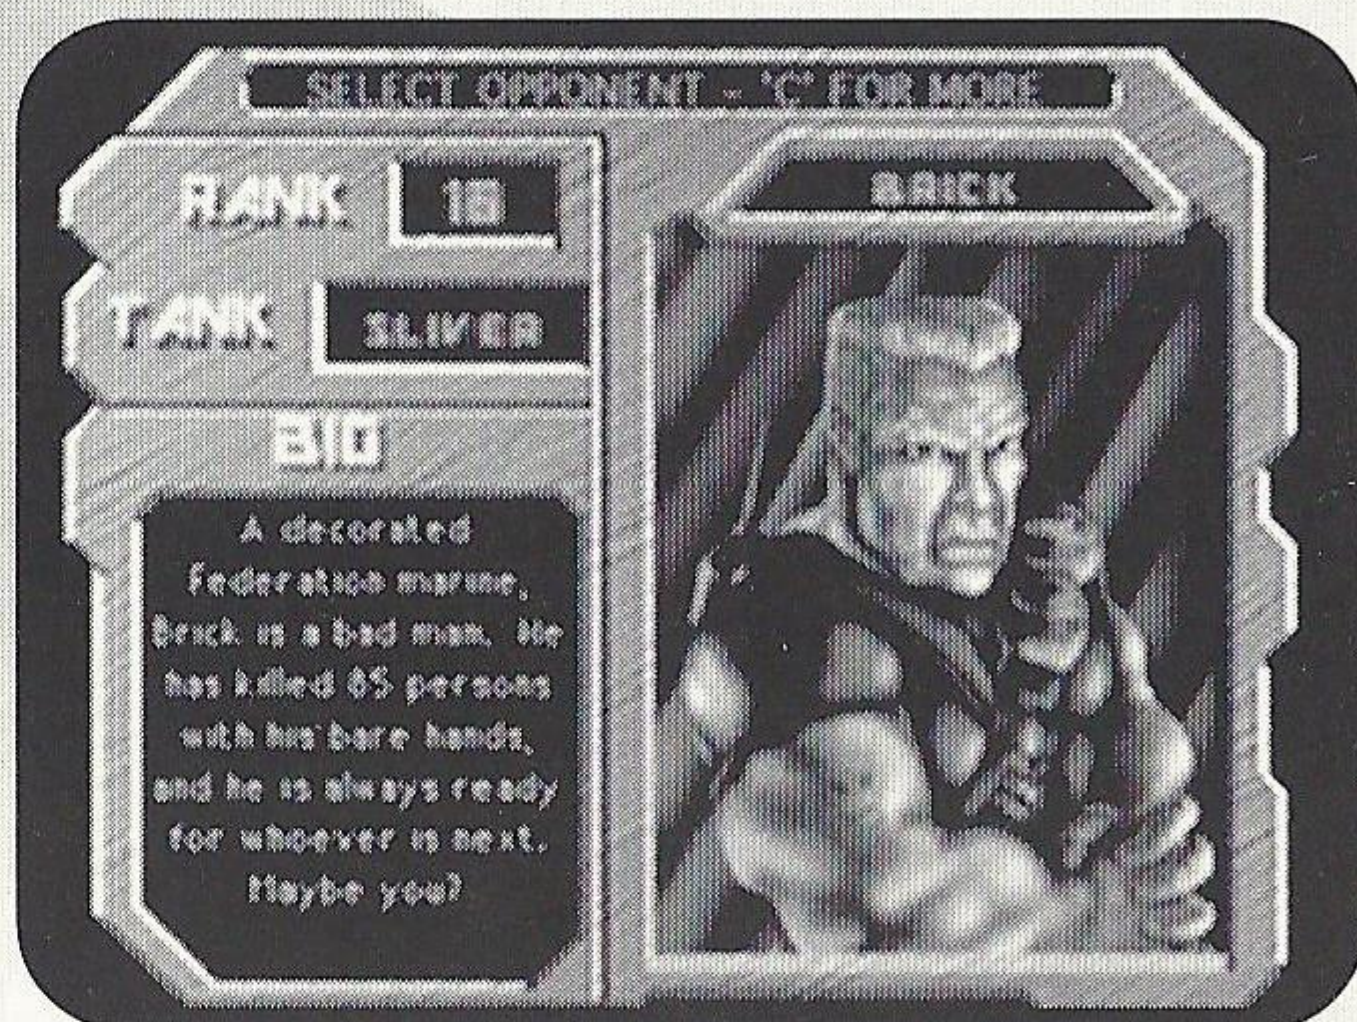 SELECT OPPONENT - "C" FOR MORE
RANK
TANK SLIVER
BIO
A decorated
Federation marine,
Brick is a bad man. He
has killed 85 persons
with his bare hands,
and he is always ready
for whoever is next.
Maybe you?
BRICK